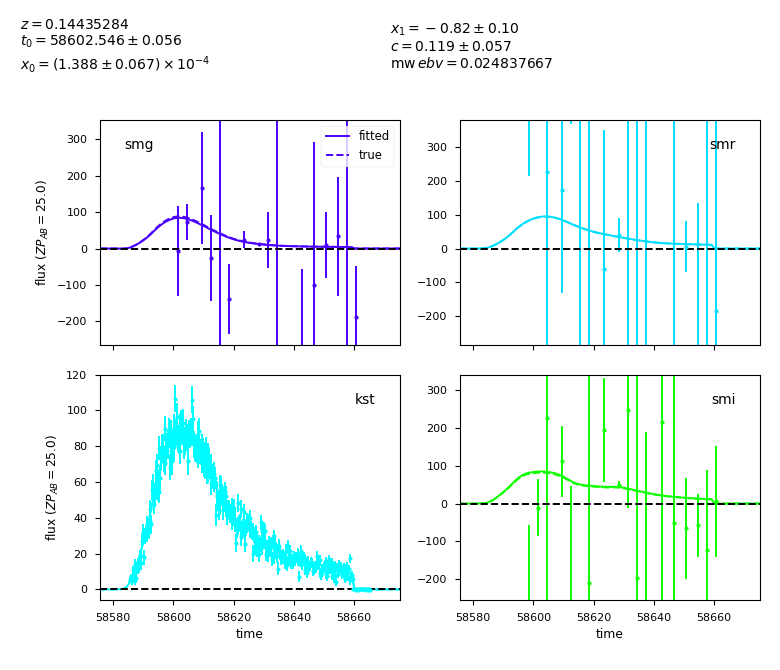 z = 0.14435284
t₀ = 58602.546 ± 0.056
x₀ = (1.388 ± 0.067) × 10⁻⁴
x₁ = −0.82 ± 0.10
c = 0.119 ± 0.057
mw ebv = 0.024837667
smg
fitted
true
300
200
100
0
−100
−200
flux (ZP_AB = 25.0)
smr
300
200
100
0
−100
−200
kst
120
100
80
60
40
20
0
flux (ZP_AB = 25.0)
58580 58600 58620 58640 58660
time
smi
300
200
100
0
−100
−200
58580 58600 58620 58640 58660
time